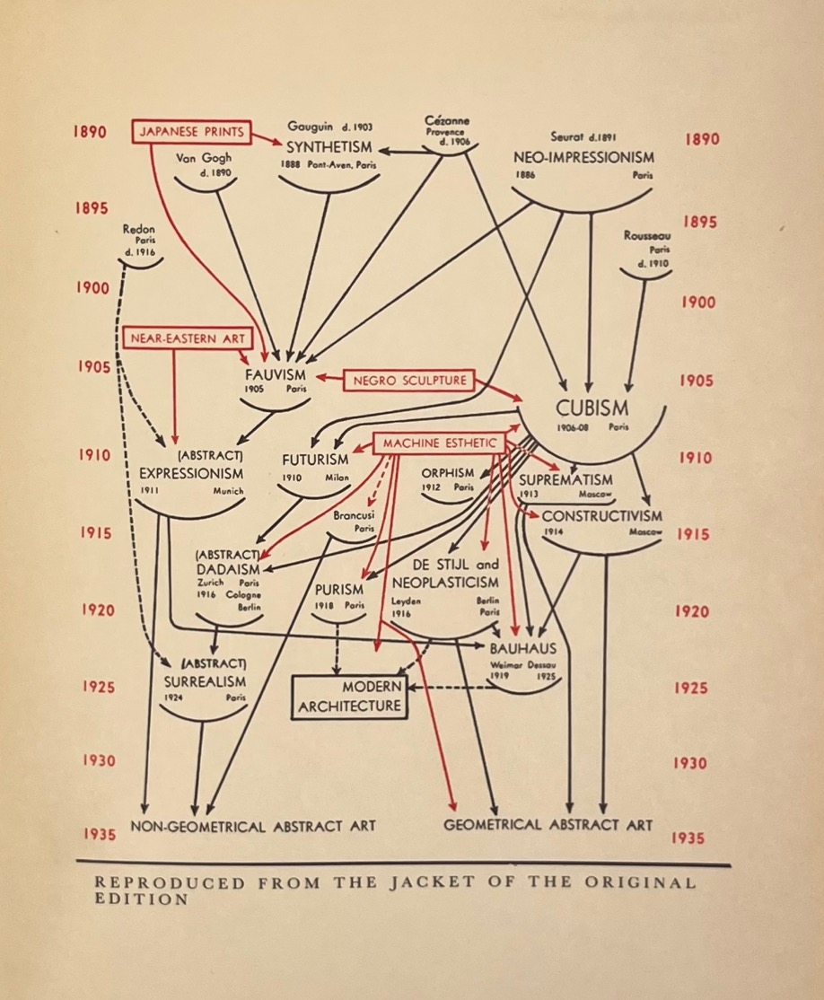 1890
JAPANESE PRINTS
Gauguin d. 1903
SYNTHETISM
1888 Pont-Aven, Paris
Cézanne
Provence
d. 1906
Seurat d.1891
NEO-IMPRESSIONISM
1886 Paris
1890
Van Gogh
d. 1890
1895
1895
Redon
Paris
d. 1916
Rousseau
Paris
d. 1910
1900
1900
NEAR-EASTERN ART
1905
FAUVISM
1905 Paris
NEGRO SCULPTURE
1905
CUBISM
1906-08 Paris
1910
(ABSTRACT)
EXPRESSIONISM
1911 Munich
FUTURISM
1910 Milan
MACHINE ESTHETIC
ORPHISM
1912 Paris
SUPREMATISM
1913 Moscow
1910
Brancusi
Paris
CONSTRUCTIVISM
1914 Moscow
1915
1915
(ABSTRACT)
DADAISM
Zurich Paris
1916 Cologne
Berlin
PURISM
1918 Paris
DE STIJL and
NEOPLASTICISM
Leyden Berlin
1916 Paris
1920
1920
BAUHAUS
Weimar Dessau
1919 1925
(ABSTRACT)
SURREALISM
1924 Paris
MODERN
ARCHITECTURE
1925
1925
1930
1930
NON-GEOMETRICAL ABSTRACT ART
GEOMETRICAL ABSTRACT ART
1935
1935
REPRODUCED FROM THE JACKET OF THE ORIGINAL
EDITION